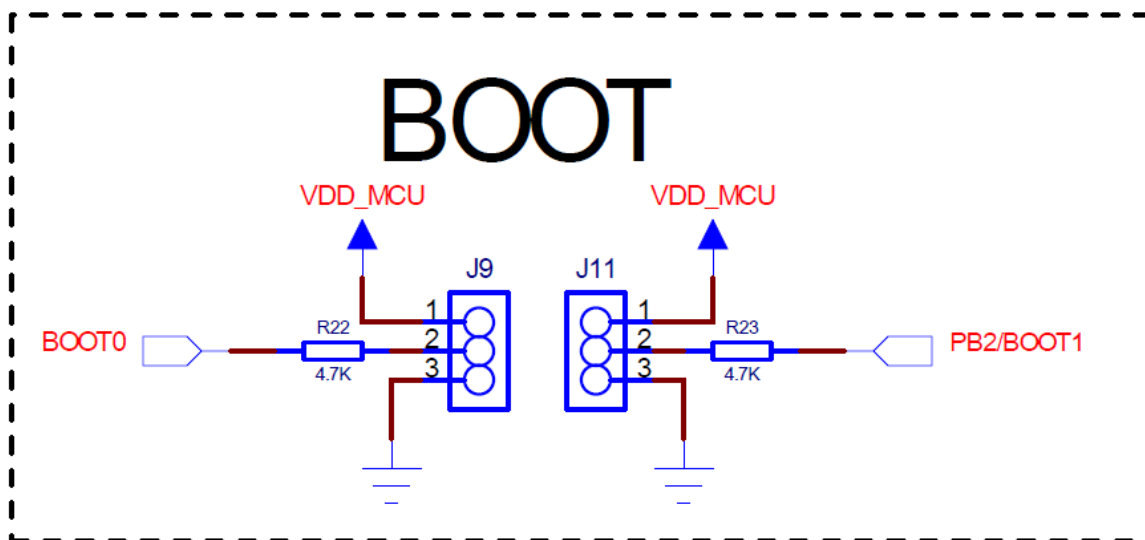 BOOT
VDD_MCU VDD_MCU
J9 J11
1 1
BOOT0 R22 2 2 R23 PB2/BOOT1
4.7K 3 3 4.7K